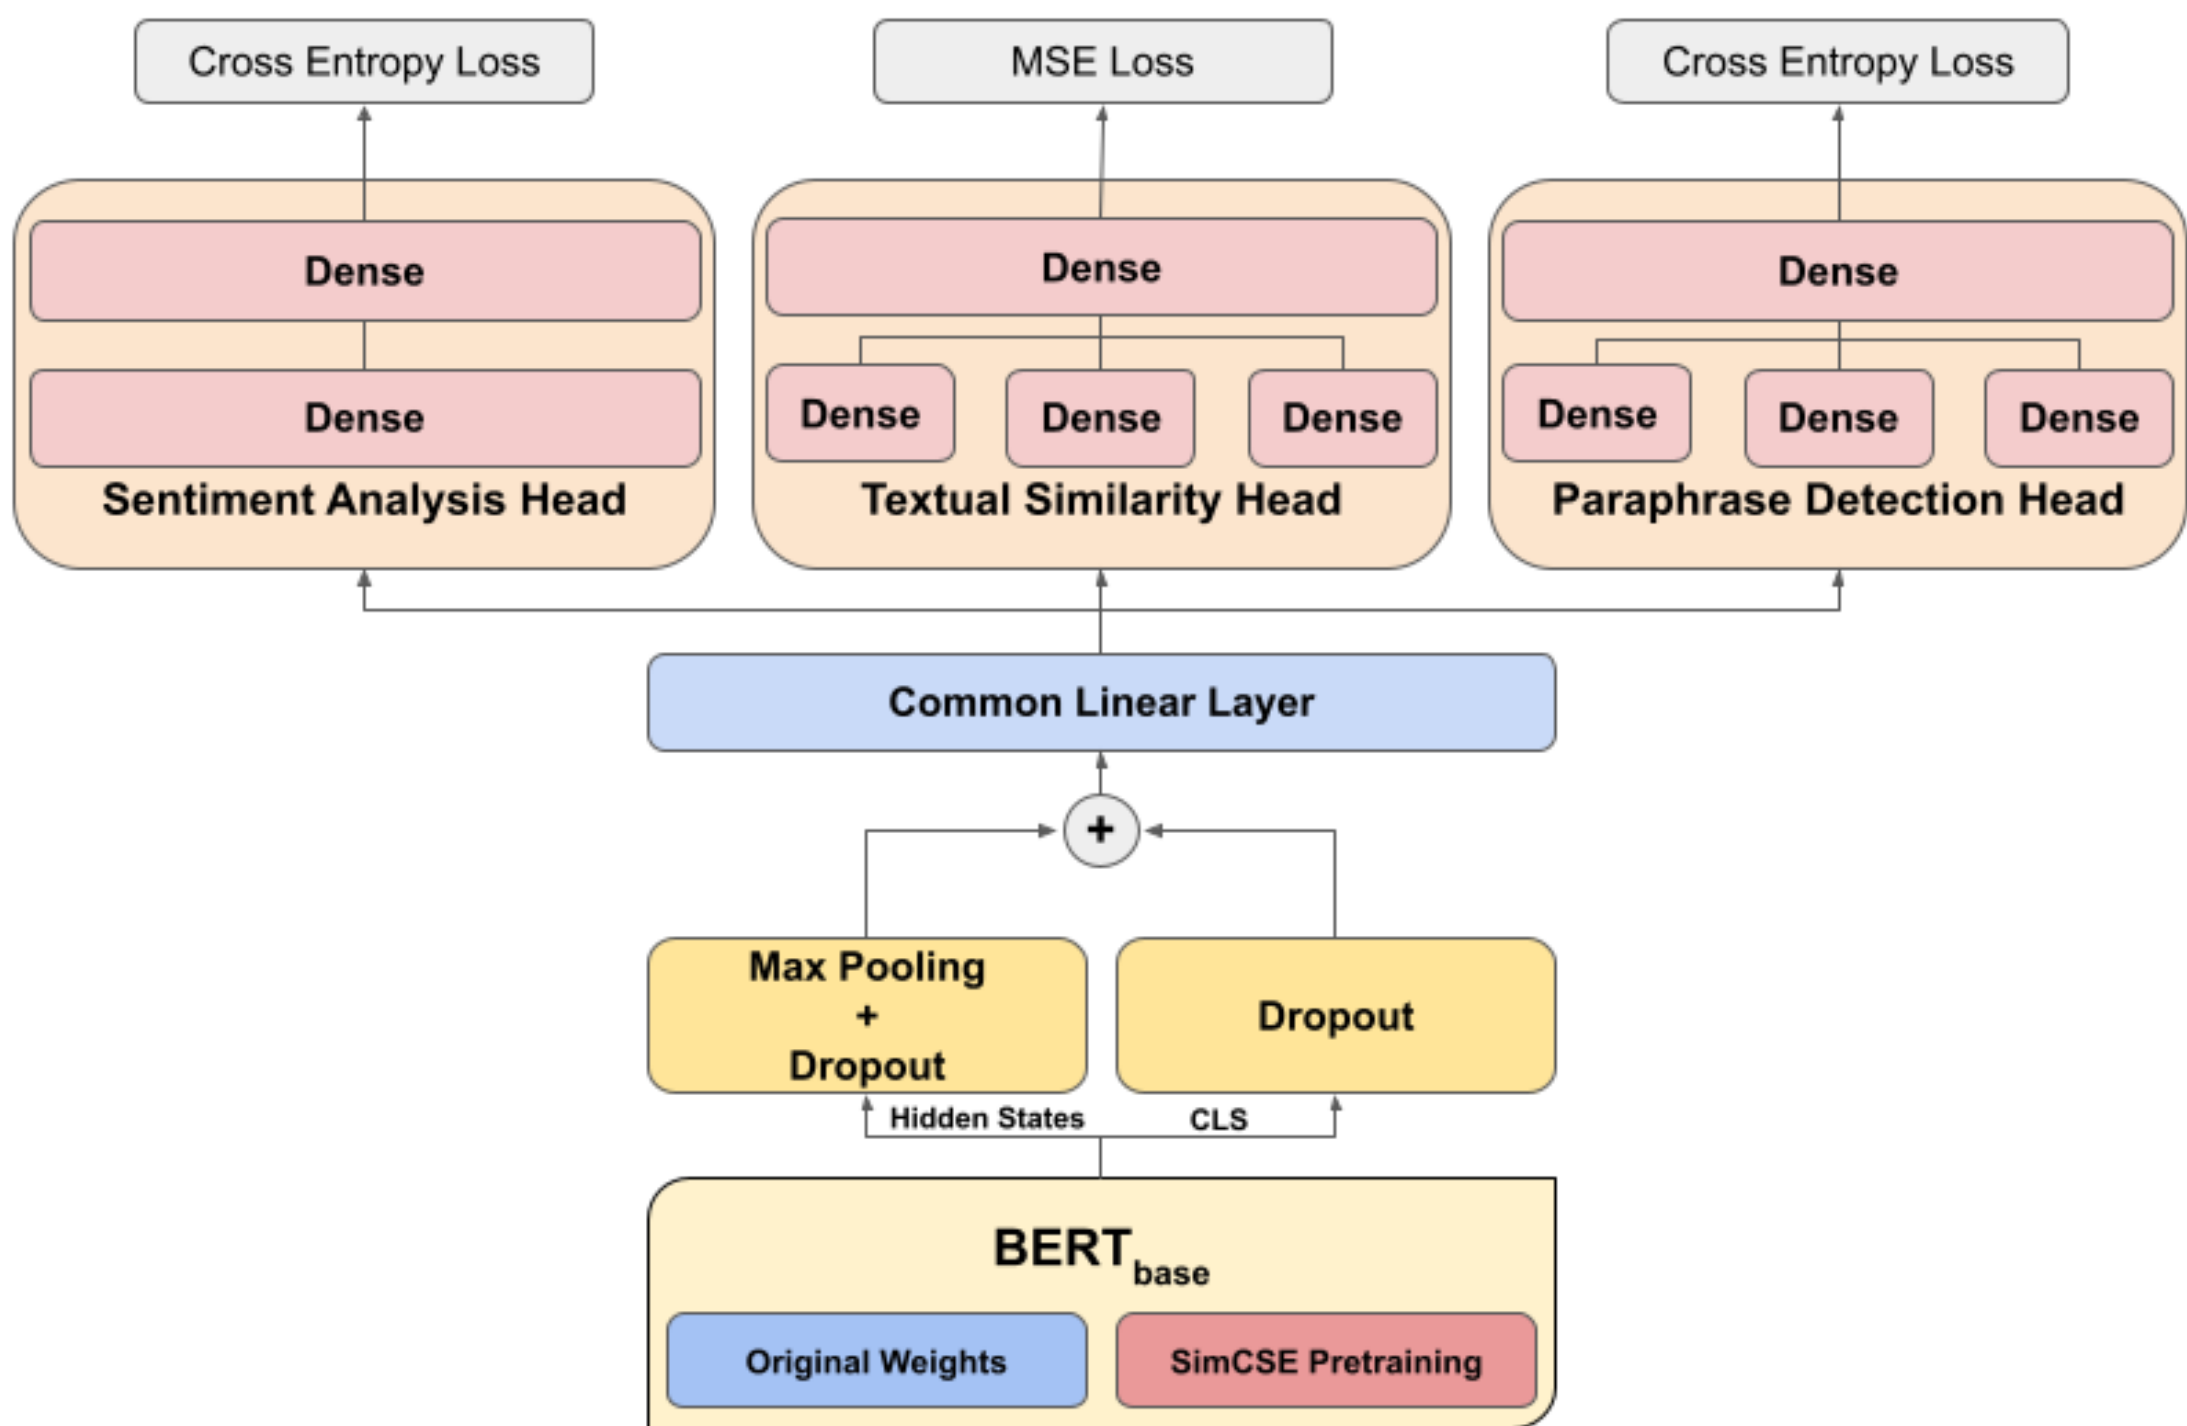 Cross Entropy Loss
MSE Loss
Cross Entropy Loss
Dense
Dense
Dense
Dense
Dense
Dense
Dense
Dense
Dense
Dense
Sentiment Analysis Head
Textual Similarity Head
Paraphrase Detection Head
Common Linear Layer
+
Max Pooling
+
Dropout
Dropout
Hidden States
CLS
BERTbase
Original Weights
SimCSE Pretraining